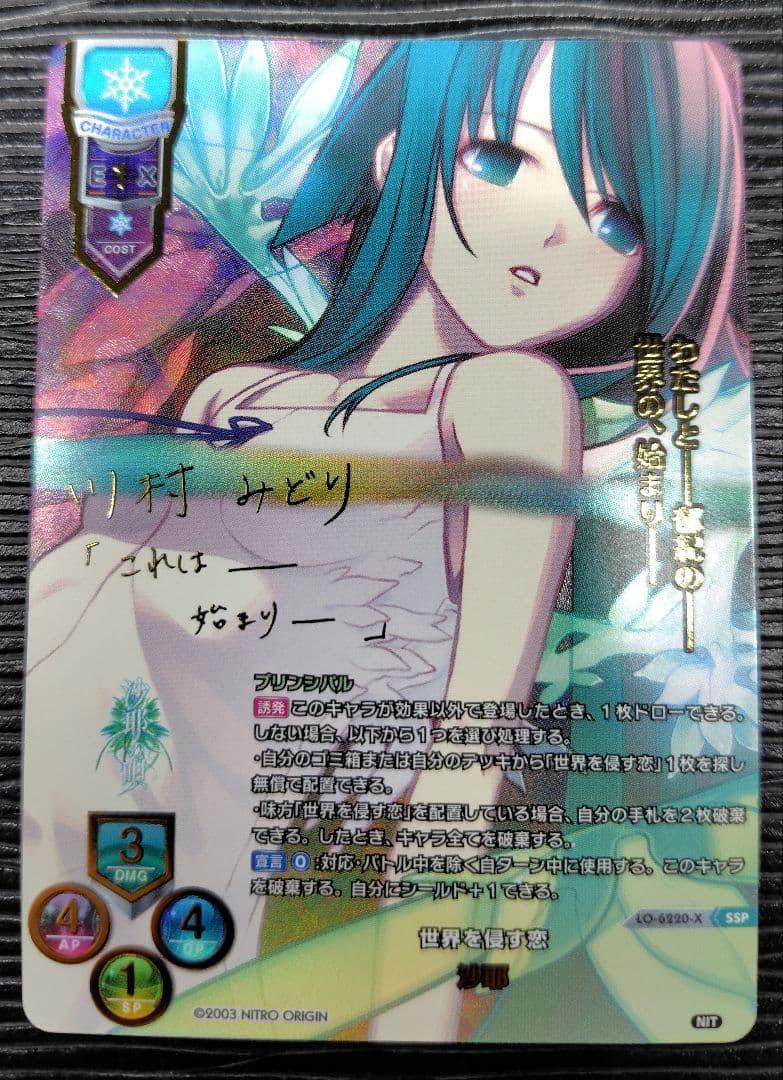 CHARACTER
EX
COST
わたしと――郁紀の――
世界の、始まり――
川村 みどり
「これは――
始まり――」
沙耶の唄
プリンシパル
誘発 このキャラが効果以外で登場したとき、1枚ドローできる。
しない場合、以下から1つを選び処理する。
・自分のゴミ箱または自分のデッキから「世界を侵す恋」1枚を探し
無償で配置できる。
・味方「世界を侵す恋」を配置している場合、自分の手札を2枚破棄
できる。したとき、キャラ全てを破棄する。
宣言 0:対応・バトル中を除く自ターン中に使用する。このキャラ
を破棄する。自分にシールド+1できる。
3
DMG
4
AP
4
DP
1
SP
LO-6220-X SSP
世界を侵す恋
沙耶
©2003 NITRO ORIGIN
NIT